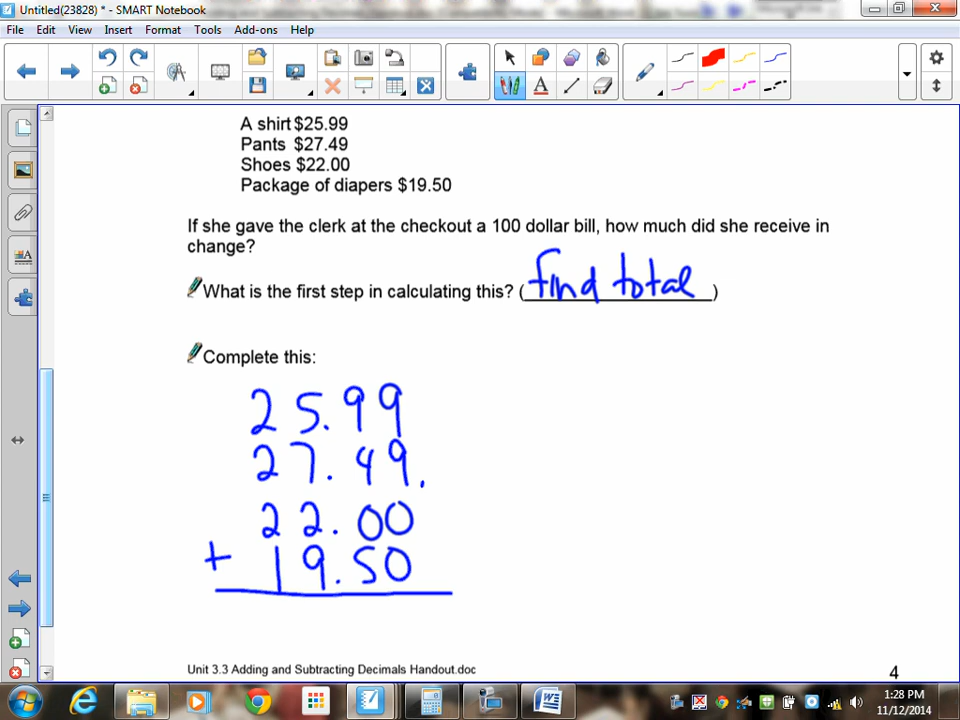 Untitled(23828) * - SMART Notebook
File Edit View Insert Format Tools Add-ons Help
A shirt $25.99
Pants $27.49
Shoes $22.00
Package of diapers $19.50
If she gave the clerk at the checkout a 100 dollar bill, how much did she receive in
change?
What is the first step in calculating this? (find total)
Complete this:
25.99
27.49.
22.00
+ 19.50
Unit 3.3 Adding and Subtracting Decimals Handout.doc
4
1:28 PM
11/12/2014